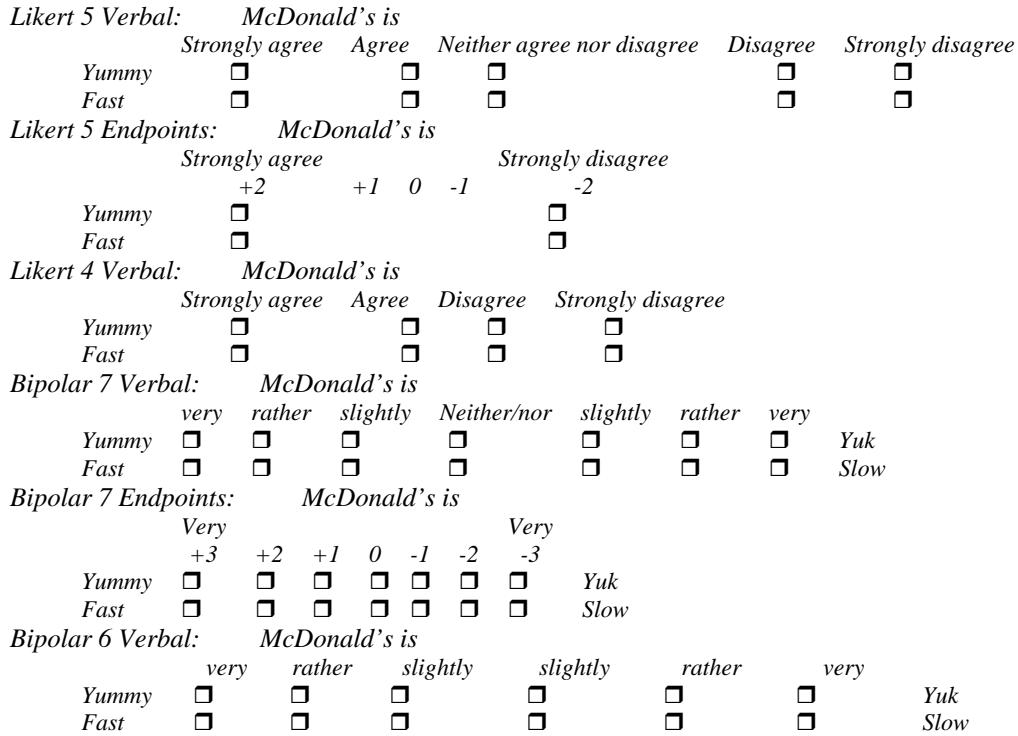 Likert 5 Verbal: McDonald's is
Strongly agree Agree Neither agree nor disagree Disagree Strongly disagree
Yummy ❒ ❒ ❒ ❒ ❒
Fast ❒ ❒ ❒ ❒ ❒
Likert 5 Endpoints: McDonald's is
Strongly agree Strongly disagree
+2 +1 0 -1 -2
Yummy ❒ ❒
Fast ❒ ❒
Likert 4 Verbal: McDonald's is
Strongly agree Agree Disagree Strongly disagree
Yummy ❒ ❒ ❒ ❒
Fast ❒ ❒ ❒ ❒
Bipolar 7 Verbal: McDonald's is
very rather slightly Neither/nor slightly rather very
Yummy ❒ ❒ ❒ ❒ ❒ ❒ ❒ Yuk
Fast ❒ ❒ ❒ ❒ ❒ ❒ ❒ Slow
Bipolar 7 Endpoints: McDonald's is
Very Very
+3 +2 +1 0 -1 -2 -3
Yummy ❒ ❒ ❒ ❒ ❒ ❒ ❒ Yuk
Fast ❒ ❒ ❒ ❒ ❒ ❒ ❒ Slow
Bipolar 6 Verbal: McDonald's is
very rather slightly slightly rather very
Yummy ❒ ❒ ❒ ❒ ❒ ❒ Yuk
Fast ❒ ❒ ❒ ❒ ❒ ❒ Slow